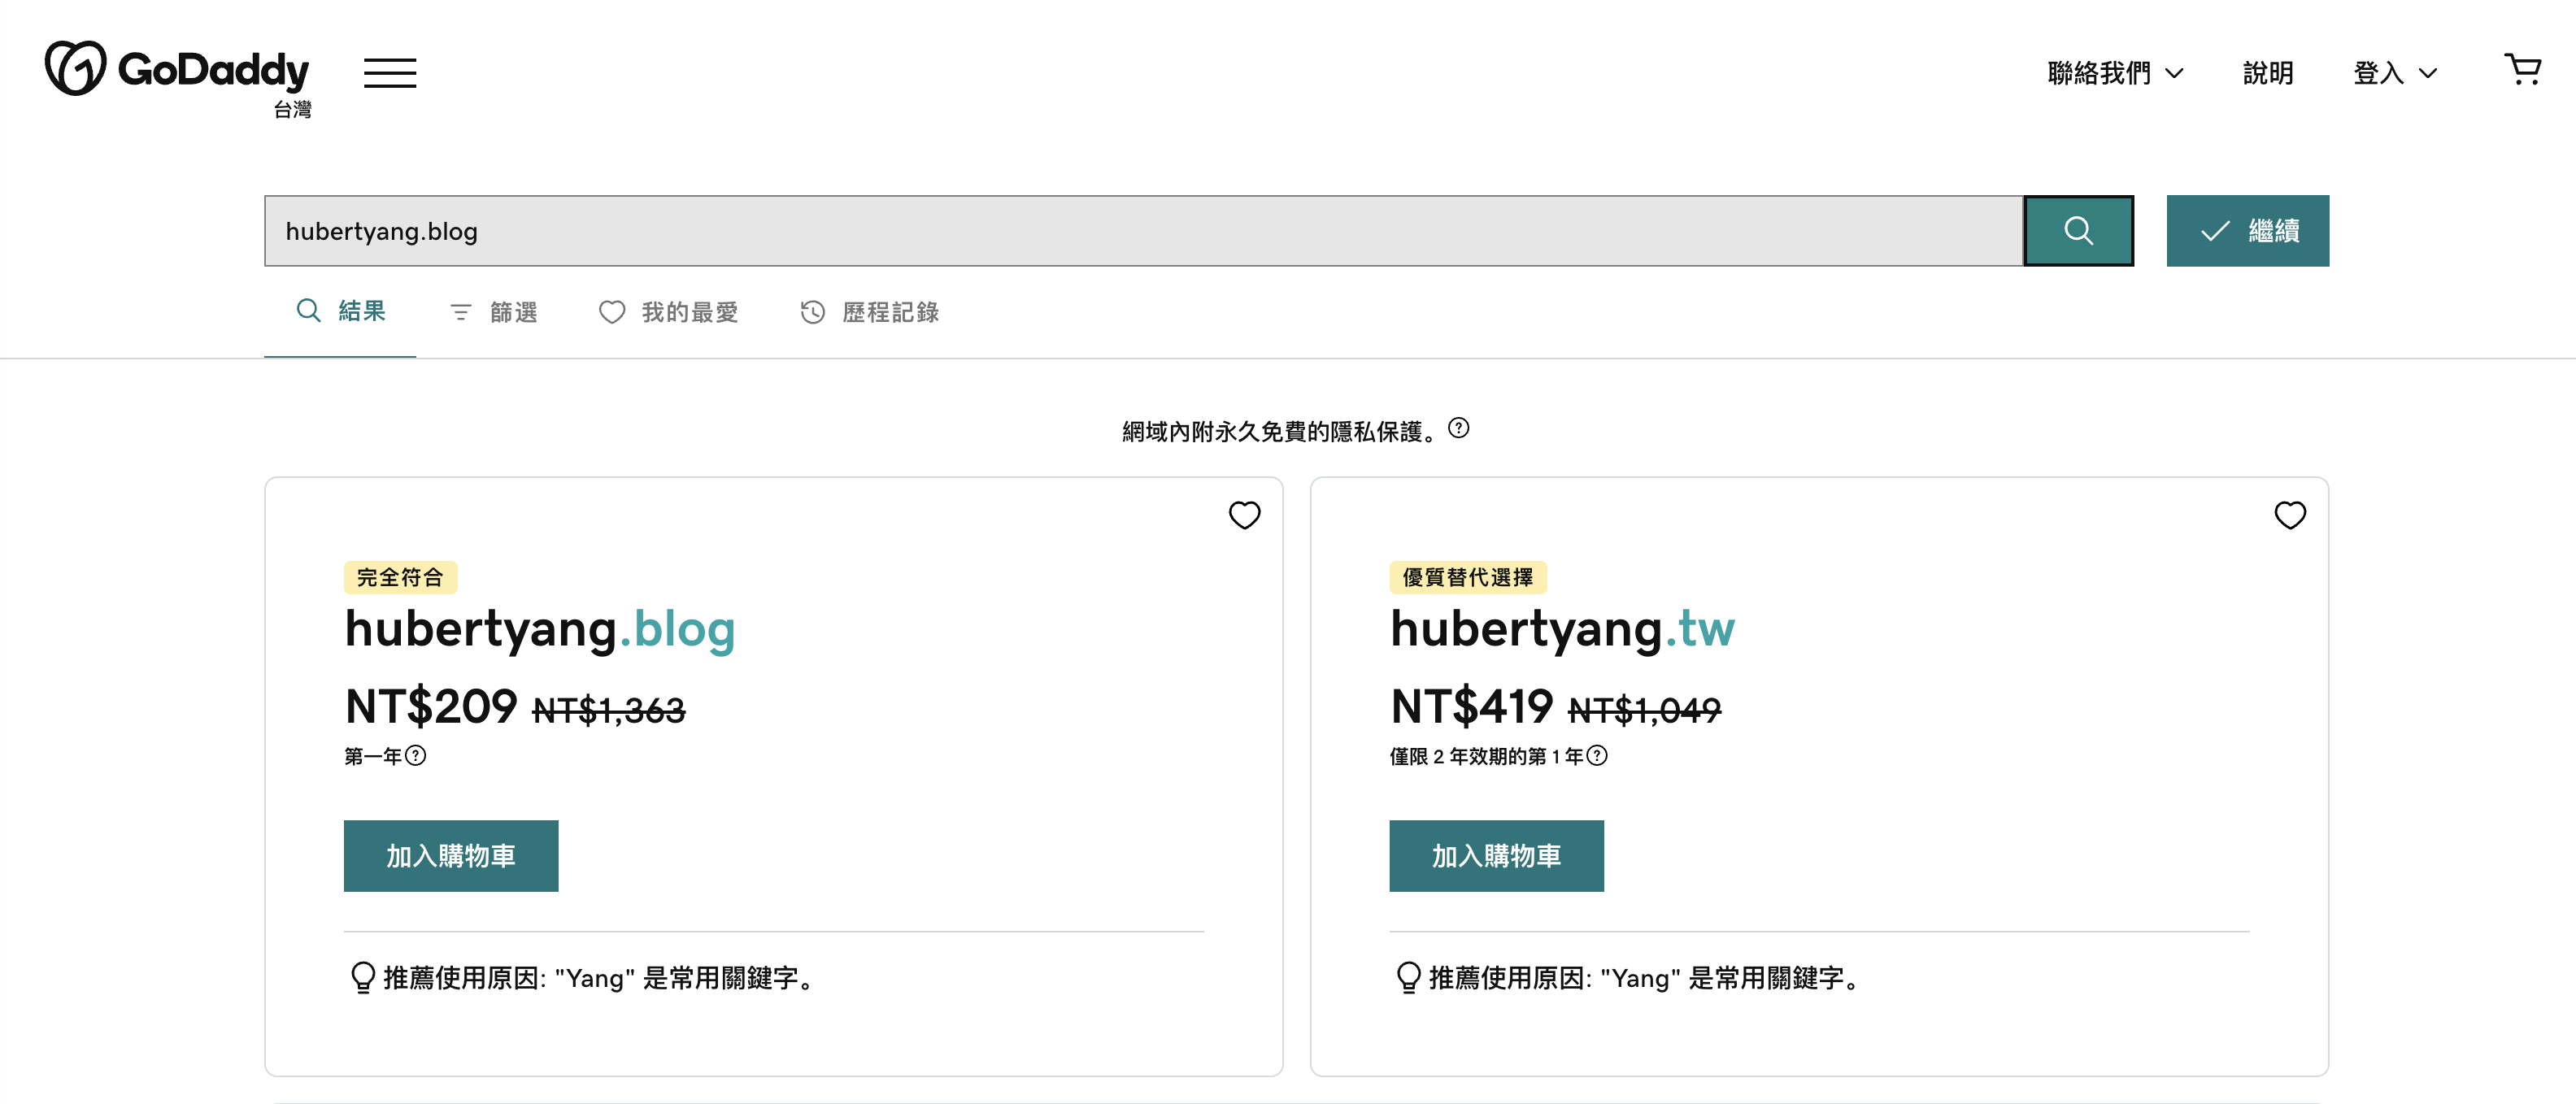 GoDaddy
台灣
聯絡我們
說明
登入
hubertyang.blog
繼續
結果
篩選
我的最愛
歷程記錄
網域內附永久免費的隱私保護。
完全符合
hubertyang.blog
NT$209 NT$1,363
第一年
加入購物車
推薦使用原因: "Yang" 是常用關鍵字。
優質替代選擇
hubertyang.tw
NT$419 NT$1,049
僅限 2 年效期的第 1 年
加入購物車
推薦使用原因: "Yang" 是常用關鍵字。